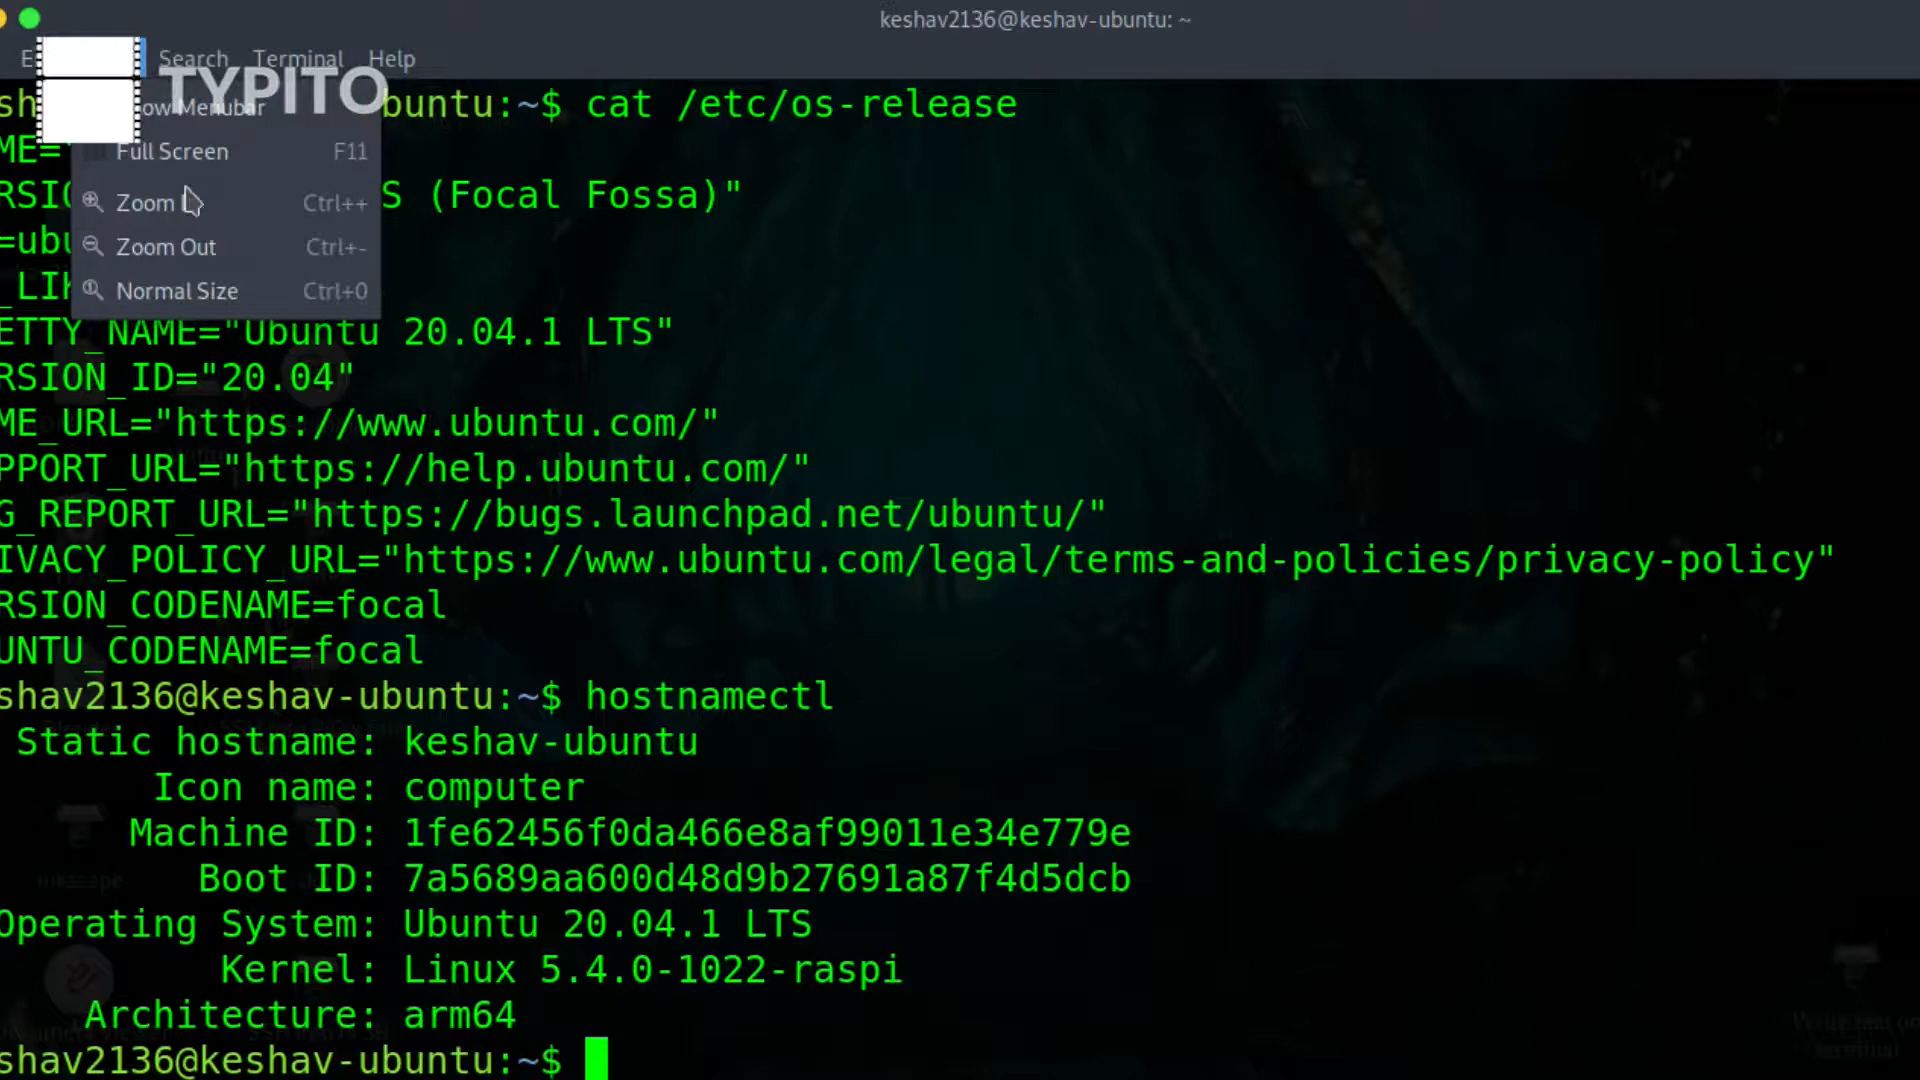 keshav2136@keshav-ubuntu: ~
E Search Terminal Help
TYPITO
ow Menubar
Full Screen F11
Zoom Ctrl++
Zoom Out Ctrl+-
Normal Size Ctrl+0
sh buntu:~$ cat /etc/os-release
ME="
RSIO S (Focal Fossa)"
=ubu
_LIK
ETTY_NAME="Ubuntu 20.04.1 LTS"
RSION_ID="20.04"
ME_URL="https://www.ubuntu.com/"
PPORT_URL="https://help.ubuntu.com/"
G_REPORT_URL="https://bugs.launchpad.net/ubuntu/"
IVACY_POLICY_URL="https://www.ubuntu.com/legal/terms-and-policies/privacy-policy"
RSION_CODENAME=focal
UNTU_CODENAME=focal
shav2136@keshav-ubuntu:~$ hostnamectl
Static hostname: keshav-ubuntu
Icon name: computer
Machine ID: 1fe62456f0da466e8af99011e34e779e
Boot ID: 7a5689aa600d48d9b27691a87f4d5dcb
Operating System: Ubuntu 20.04.1 LTS
Kernel: Linux 5.4.0-1022-raspi
Architecture: arm64
shav2136@keshav-ubuntu:~$